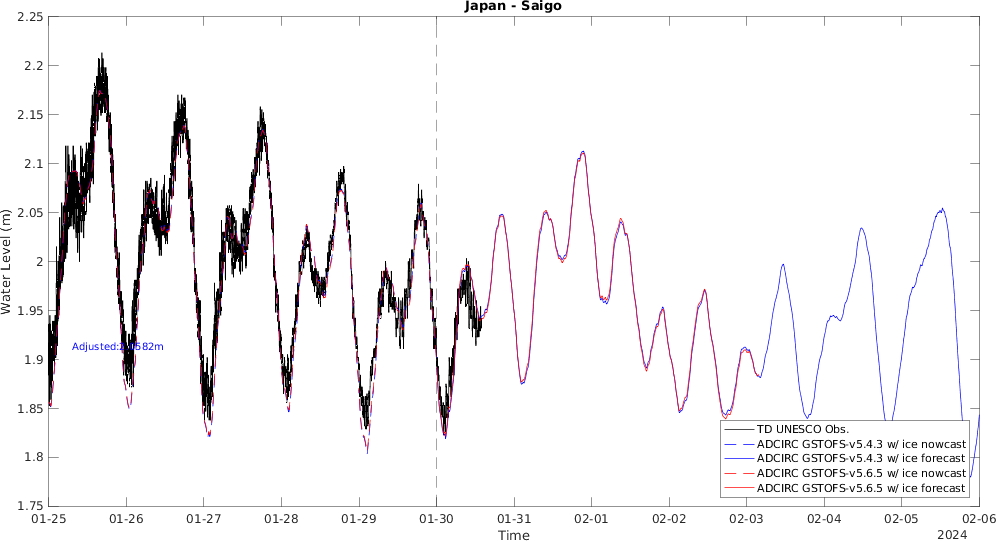 Japan - Saigo
2.25
2.2
2.15
2.1
2.05
2
1.95
1.9
1.85
1.8
1.75
Water Level (m)
TD UNESCO Obs.
ADCIRC GSTOFS-v5.4.3 w/ ice nowcast
ADCIRC GSTOFS-v5.4.3 w/ ice forecast
ADCIRC GSTOFS-v5.6.5 w/ ice nowcast
ADCIRC GSTOFS-v5.6.5 w/ ice forecast
01-25 01-26 01-27 01-28 01-29 01-30 01-31 02-01 02-02 02-03 02-04 02-05 02-06
Time
2024